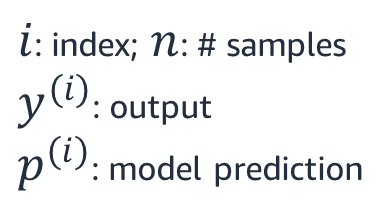 i: index; n: # samples
y^(i): output
p^(i): model prediction